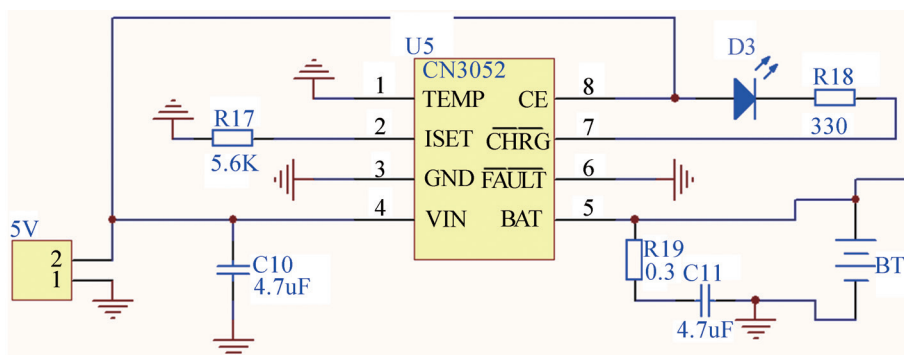 U5
CN3052
D3
R18
330
1
TEMP
CE
8
R17
5.6K
2
ISET
CHRG
7
3
GND
FAULT
6
4
VIN
BAT
5
5V
2
1
C10
4.7uF
R19
0.3
C11
4.7uF
BT